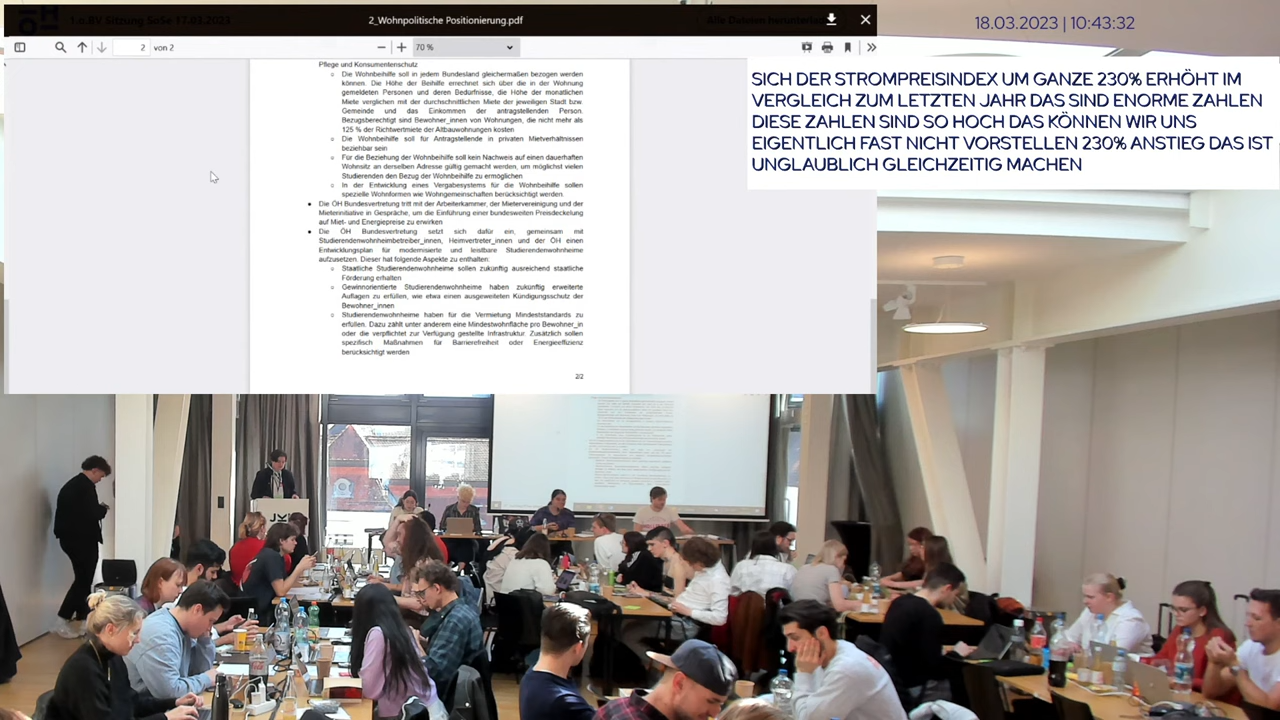 1.o.BV Sitzung SoSe 17.03.2023
2_Wohnpolitische Positionierung.pdf
18.03.2023 | 10:43:32
2 von 2
70 %
SICH DER STROMPREISINDEX UM GANZE 230% ERHÖHT IM
VERGLEICH ZUM LETZTEN JAHR DAS SIND ENORME ZAHLEN
DIESE ZAHLEN SIND SO HOCH DAS KÖNNEN WIR UNS
EIGENTLICH FAST NICHT VORSTELLEN 230% ANSTIEG DAS IST
UNGLAUBLICH GLEICHZEITIG MACHEN
Pflege und Konsumentenschutz
○ Die Wohnbeihilfe soll in jedem Bundesland gleichermaßen bezogen werden
können. Die Höhe der Beihilfe errechnet sich über die in der Wohnung
gemeldeten Personen und deren Bedürfnisse, die Höhe der monatlichen
Miete verglichen mit der durchschnittlichen Miete der jeweiligen Stadt bzw.
Gemeinde und das Einkommen der antragstellenden Person.
Bezugsberechtigt sind Bewohner_innen von Wohnungen, die nicht mehr als
125 % der Richtwertmiete der Altbauwohnungen kosten
○ Die Wohnbeihilfe soll für Antragstellende in privaten Mietverhältnissen
beziehbar sein
○ Für die Beziehung der Wohnbeihilfe soll kein Nachweis auf einen dauerhaften
Wohnsitz an derselben Adresse gültig gemacht werden, um möglichst vielen
Studierenden den Bezug der Wohnbeihilfe zu ermöglichen
○ In der Entwicklung eines Vergabesystems für die Wohnbeihilfe sollen
spezielle Wohnformen wie Wohngemeinschaften berücksichtigt werden.
● Die ÖH Bundesvertretung tritt mit der Arbeiterkammer, der Mietervereinigung und der
Mieterinitiative in Gespräche, um die Einführung einer bundesweiten Preisdeckelung
auf Miet- und Energiepreise zu erwirken
● Die ÖH Bundesvertretung setzt sich dafür ein, gemeinsam mit
Studierendenwohnheimbetreiber_innen, Heimvertreter_innen und der ÖH einen
Entwicklungsplan für modernisierte und leistbare Studierendenwohnheime
aufzusetzen. Dieser hat folgende Aspekte zu enthalten:
○ Staatliche Studierendenwohnheime sollen zukünftig ausreichend staatliche
Förderung erhalten
○ Gewinnorientierte Studierendenwohnheime haben zukünftig erweiterte
Auflagen zu erfüllen, wie etwa einen ausgeweiteten Kündigungsschutz der
Bewohner_innen
○ Studierendenwohnheime haben für die Vermietung Mindeststandards zu
erfüllen. Dazu zählt unter anderem eine Mindestwohnfläche pro Bewohner_in
oder die verpflichtet zur Verfügung gestellte Infrastruktur. Zusätzlich sollen
spezifisch Maßnahmen für Barrierefreiheit oder Energieeffizienz
berücksichtigt werden
2/2